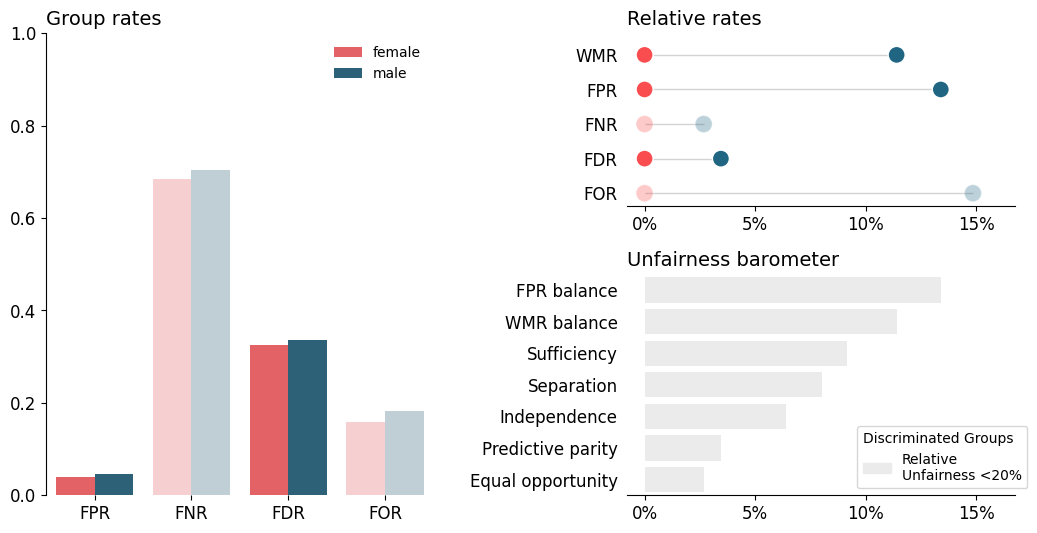 Group rates
1.0
0.8
0.6
0.4
0.2
0.0
FPR
FNR
FDR
FOR
female
male
Relative rates
WMR
FPR
FNR
FDR
FOR
0%
5%
10%
15%
Unfairness barometer
FPR balance
WMR balance
Sufficiency
Separation
Independence
Predictive parity
Equal opportunity
Discriminated Groups
Relative
Unfairness <20%
0%
5%
10%
15%